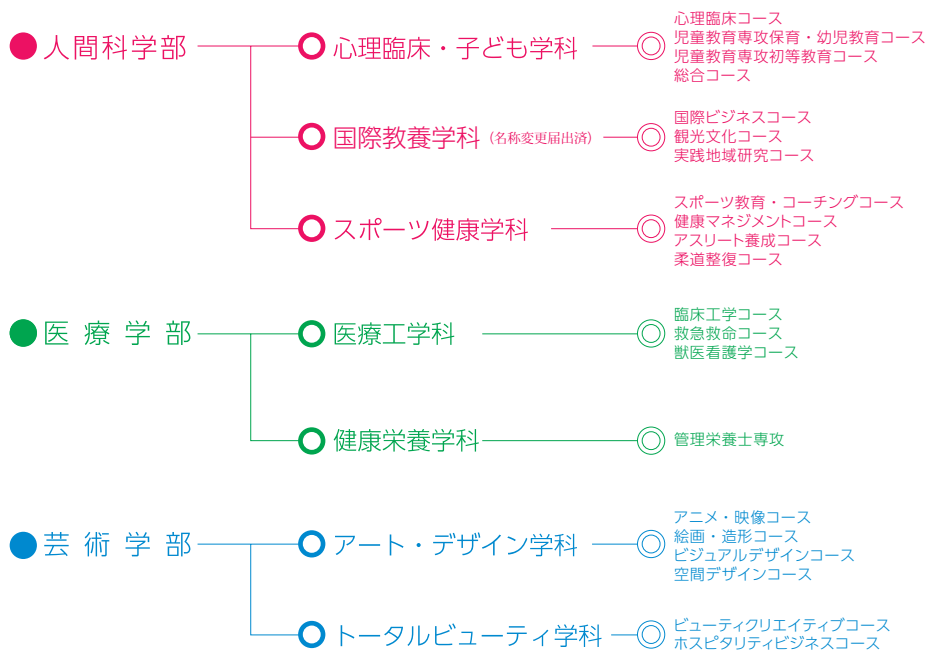 人間科学部
心理臨床・子ども学科
心理臨床コース
児童教育専攻保育・幼児教育コース
児童教育専攻初等教育コース
総合コース
国際教養学科（名称変更届出済）
国際ビジネスコース
観光文化コース
実践地域研究コース
スポーツ健康学科
スポーツ教育・コーチングコース
健康マネジメントコース
アスリート養成コース
柔道整復コース
医療学部
医療工学科
臨床工学コース
救急救命コース
獣医看護学コース
健康栄養学科
管理栄養士専攻
芸術学部
アート・デザイン学科
アニメ・映像コース
絵画・造形コース
ビジュアルデザインコース
空間デザインコース
トータルビューティ学科
ビューティクリエイティブコース
ホスピタリティビジネスコース